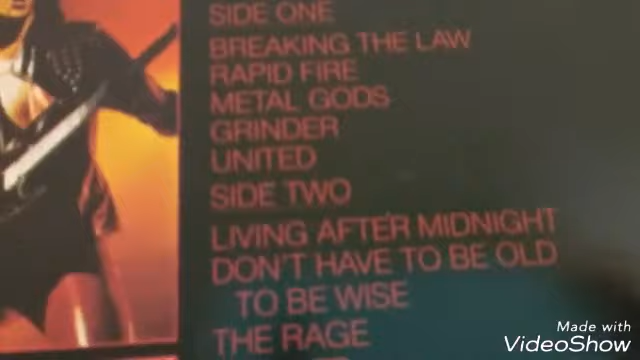 SIDE ONE
BREAKING THE LAW
RAPID FIRE
METAL GODS
GRINDER
UNITED
SIDE TWO
LIVING AFTER MIDNIGHT
DON'T HAVE TO BE OLD
TO BE WISE
THE RAGE
Made with
VideoShow